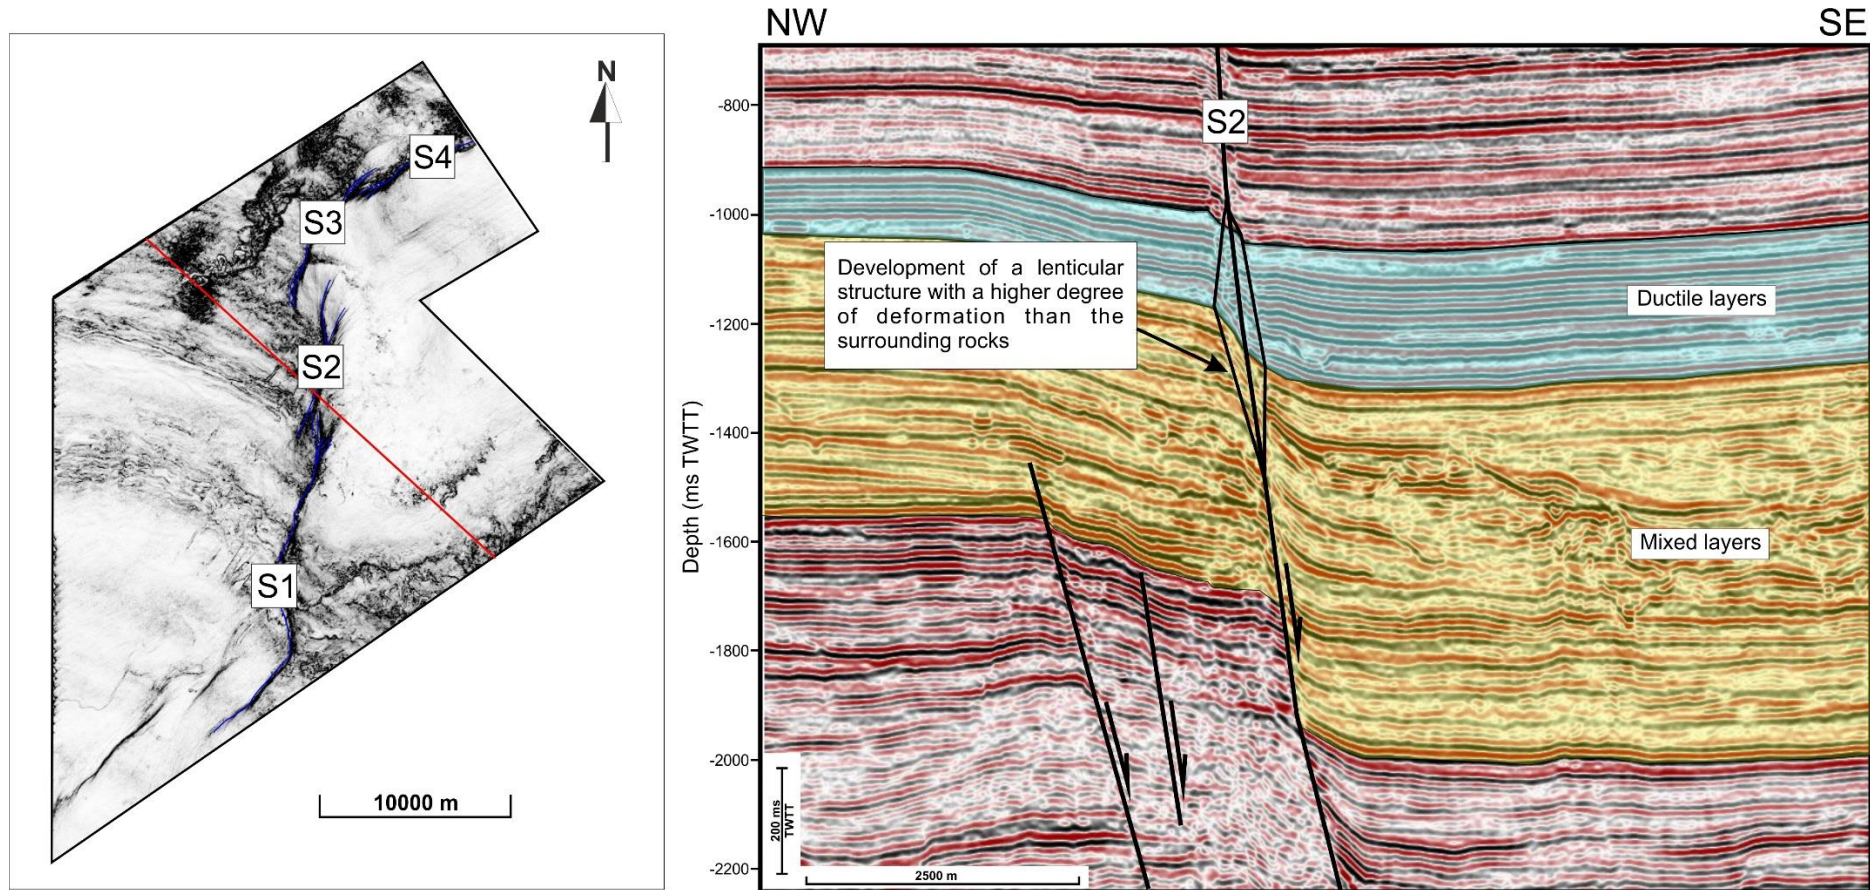 N
S4
S3
S2
S1
10000 m
NW
SE
S2
-800
-1000
-1200
-1400
-1600
-1800
-2000
-2200
Depth (ms TWTT)
Development of a lenticular
structure with a higher degree
of deformation than the
surrounding rocks
Ductile layers
Mixed layers
200 ms
TWTT
2500 m